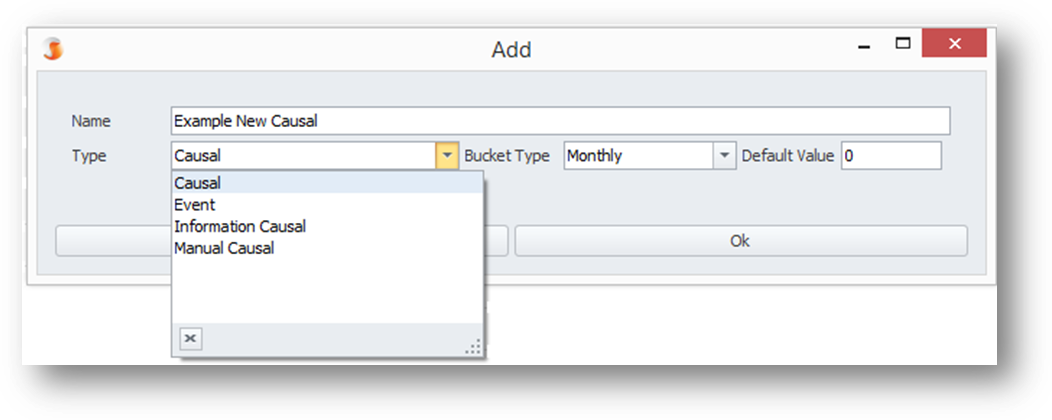 Add
Name Example New Causal
Type Causal Bucket Type Monthly Default Value 0
Causal
Event
Information Causal
Manual Causal
Ok